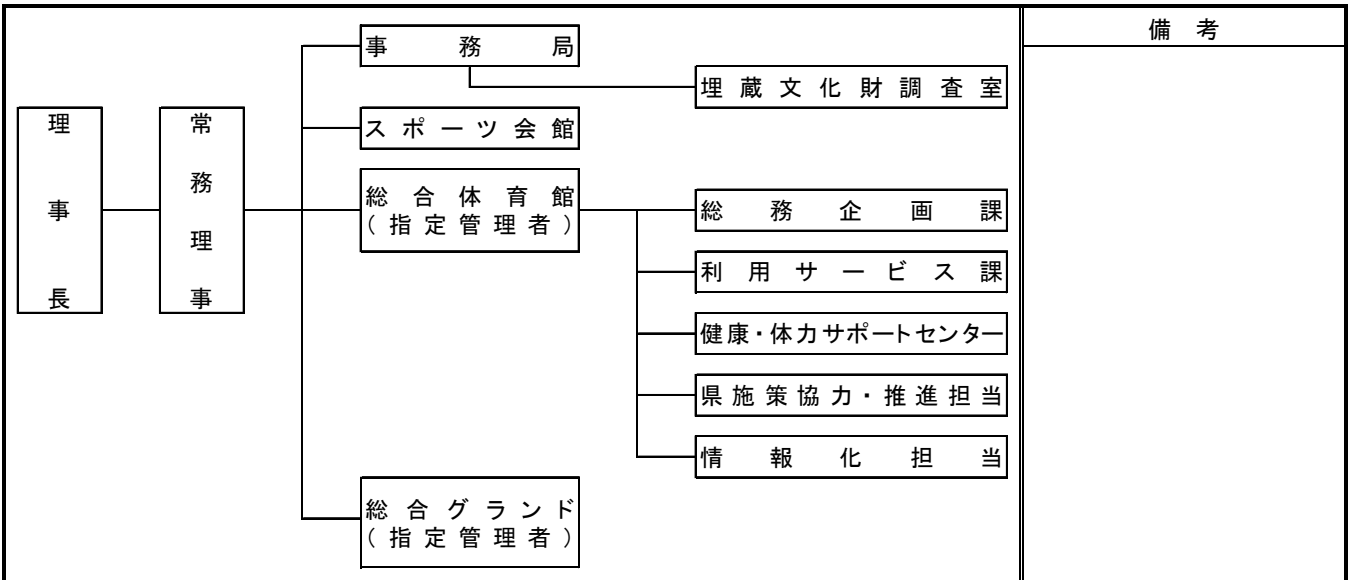 備考
事務局
埋蔵文化財調査室
理事長
常務理事
スポーツ会館
総合体育館
(指定管理者)
総務企画課
利用サービス課
健康・体力サポートセンター
県施策協力・推進担当
情報化担当
総合グランド
(指定管理者)